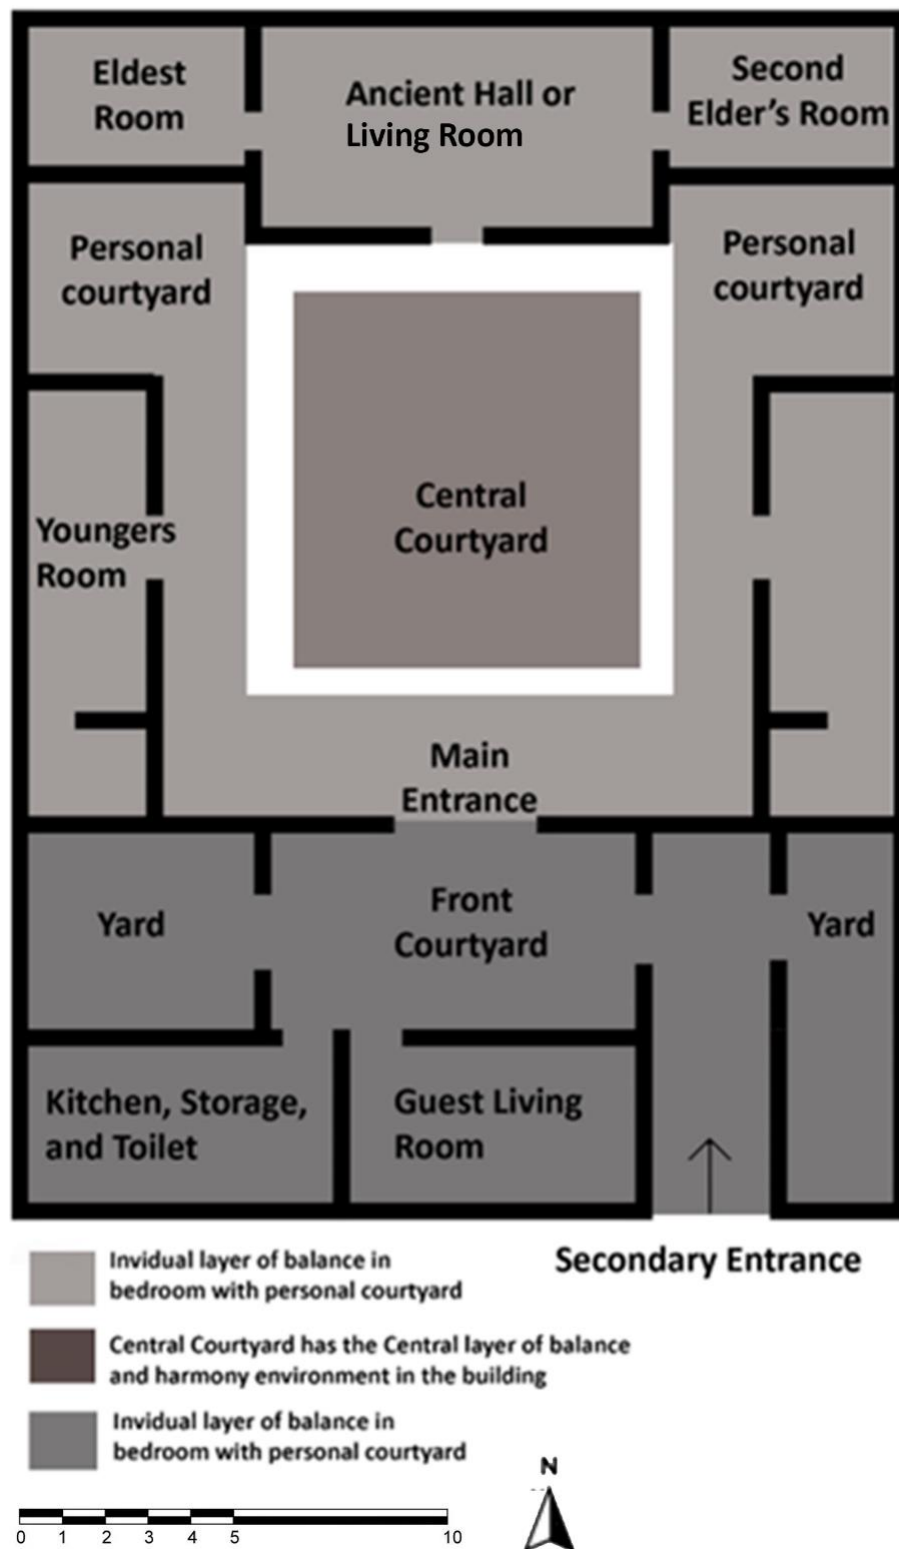 Eldest
Room
Ancient Hall or
Living Room
Second
Elder’s Room
Personal
courtyard
Personal
courtyard
Central
Courtyard
Youngers
Room
Main
Entrance
Yard
Front
Courtyard
Yard
Kitchen, Storage,
and Toilet
Guest Living
Room
Secondary Entrance
Invidual layer of balance in
bedroom with personal courtyard
Central Courtyard has the Central layer of balance
and harmony environment in the building
Invidual layer of balance in
bedroom with personal courtyard
N
0 1 2 3 4 5 10